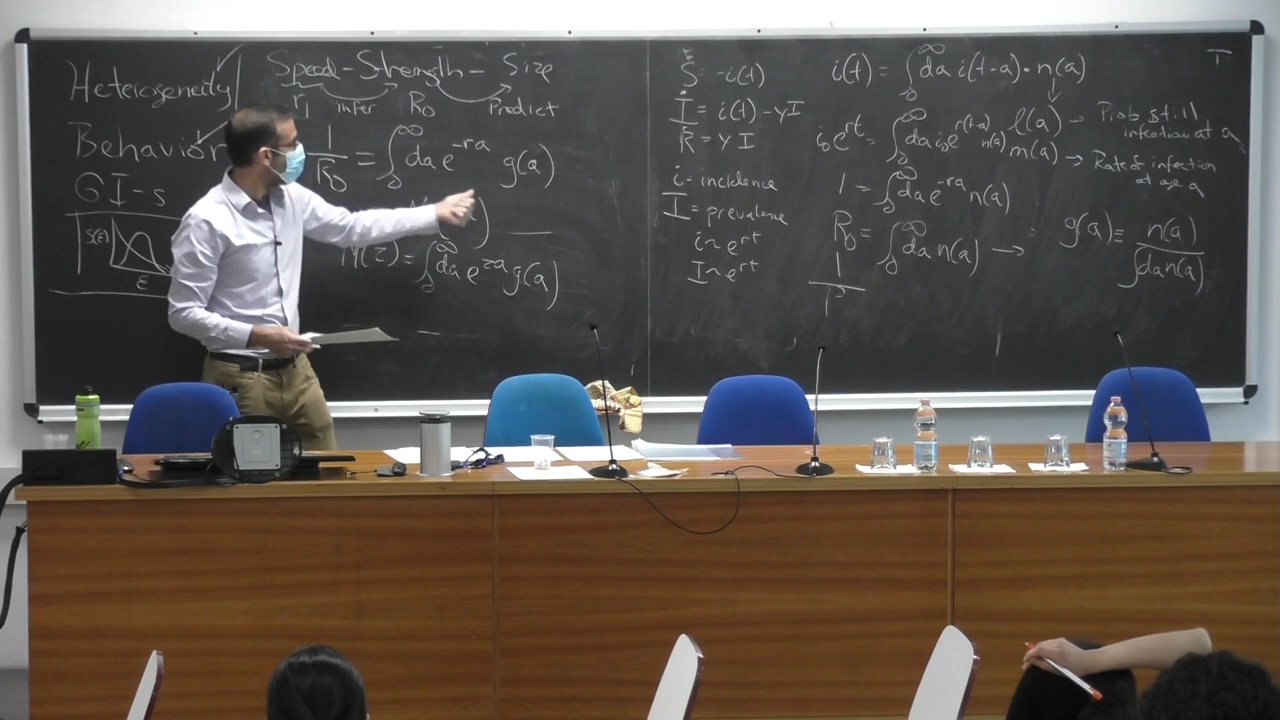 Heterogeneity
Behavior
GI-s
S(ε)
ε
Speed - Strength - Size
r infer R₀ Predict
1/R₀ = ∫₀^∞ da e^{-ra} g(a)
M(z) = ∫₀^∞ da e^{za} g(a)
Ṡ = -i(t)
İ = i(t) - γI
Ṙ = γI
i = incidence
I = prevalence
i ~ e^{rt}
I ~ e^{rt}
i(t) = ∫₀^∞ da i(t-a) · n(a)
i₀e^{rt} = ∫₀^∞ da i₀e^{r(t-a)} n(a)
l(a) → Prob still infectious at a
m(a) → Rate of infection at age a
1 = ∫₀^∞ da e^{-ra} n(a)
R₀ = ∫₀^∞ da n(a) → g(a) ≡ n(a) / ∫da n(a)
1